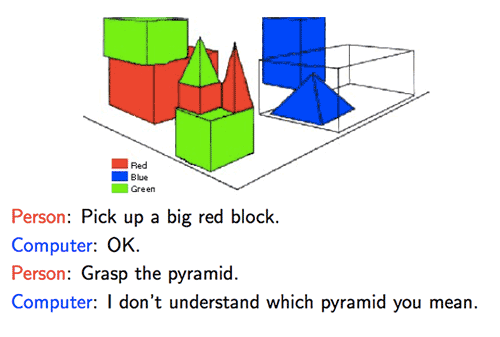 Red
Blue
Green
Person: Pick up a big red block.
Computer: OK.
Person: Grasp the pyramid.
Computer: I don't understand which pyramid you mean.